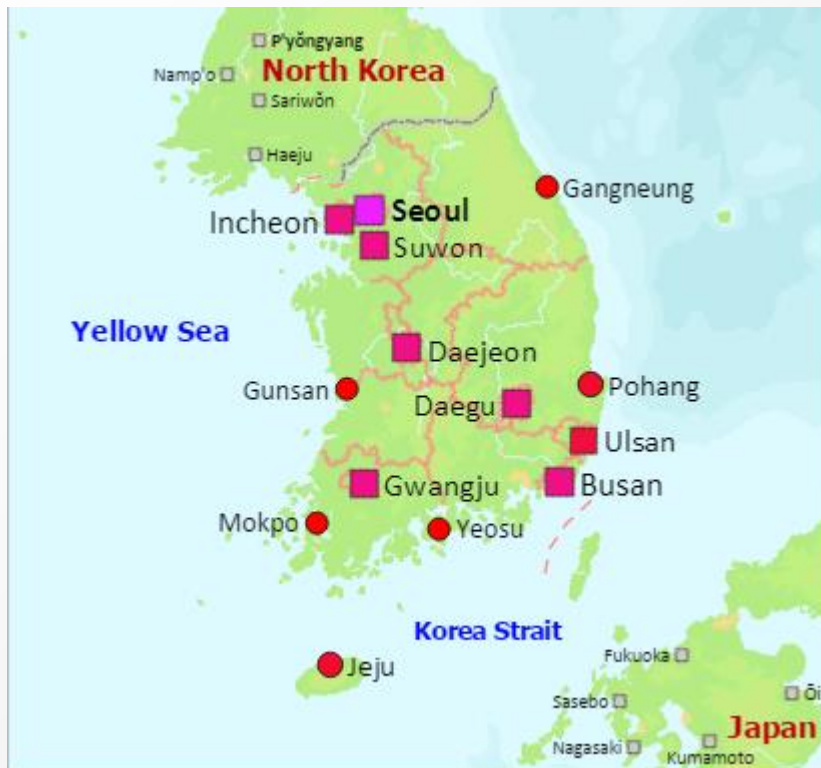 P'yŏngyang
Namp'o
North Korea
Sariwŏn
Haeju
Gangneung
Seoul
Incheon
Suwon
Yellow Sea
Daejeon
Gunsan
Pohang
Daegu
Ulsan
Gwangju
Busan
Mokpo
Yeosu
Korea Strait
Fukuoka
Jeju
Ōi
Sasebo
Japan
Nagasaki
Kumamoto